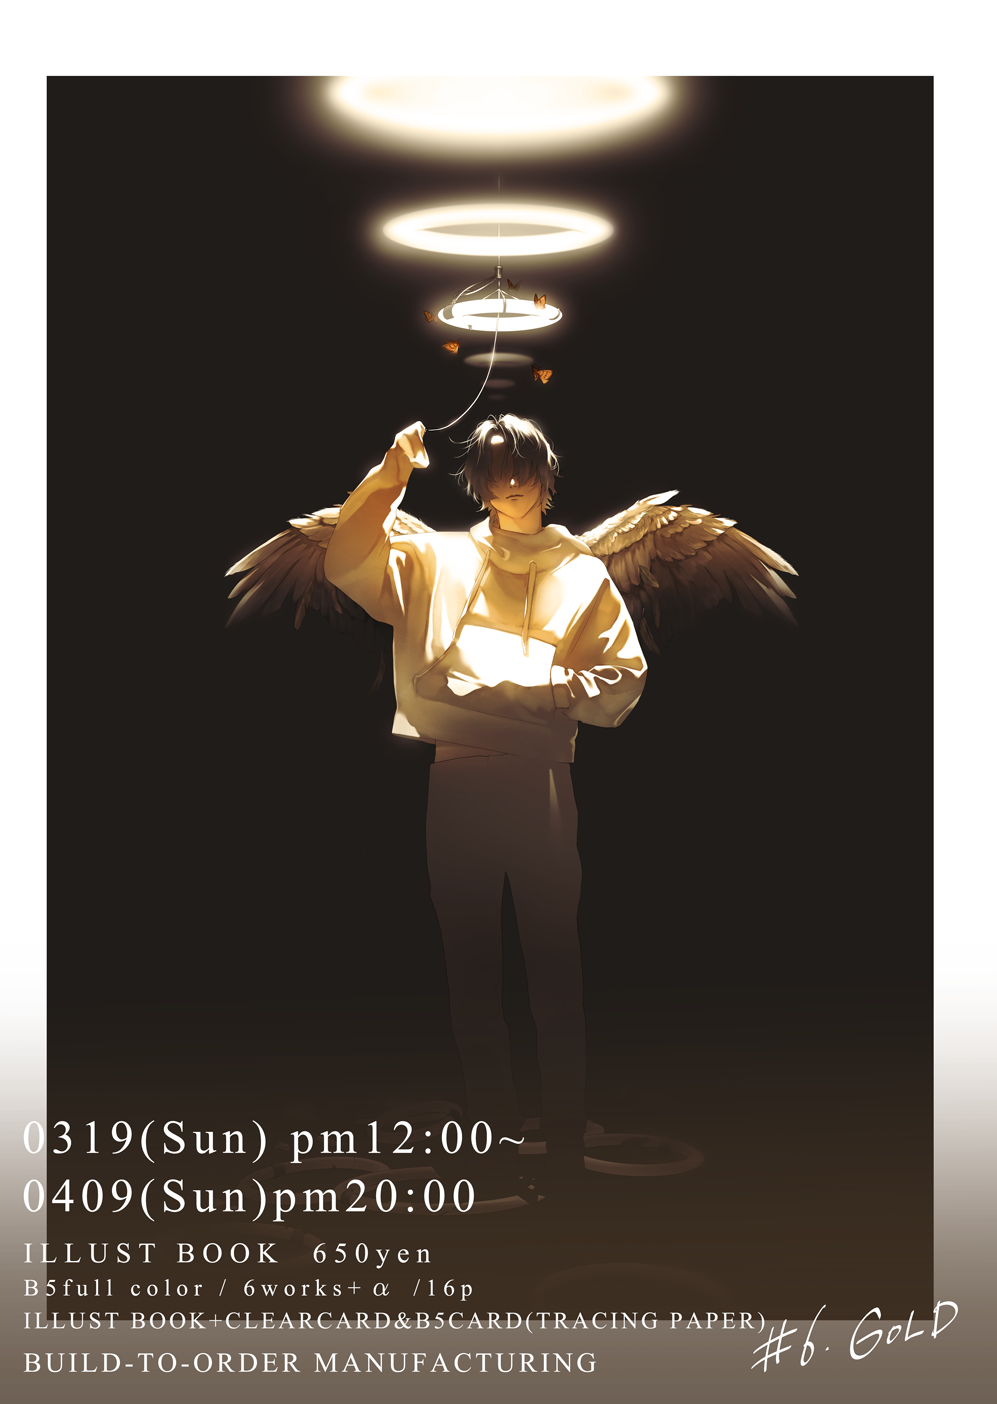 0319(Sun) pm12:00~
0409(Sun)pm20:00
ILLUST BOOK 650yen
B5full color / 6works+α /16p
ILLUST BOOK+CLEARCARD&B5CARD(TRACING PAPER)
BUILD-TO-ORDER MANUFACTURING
#6. GOLD